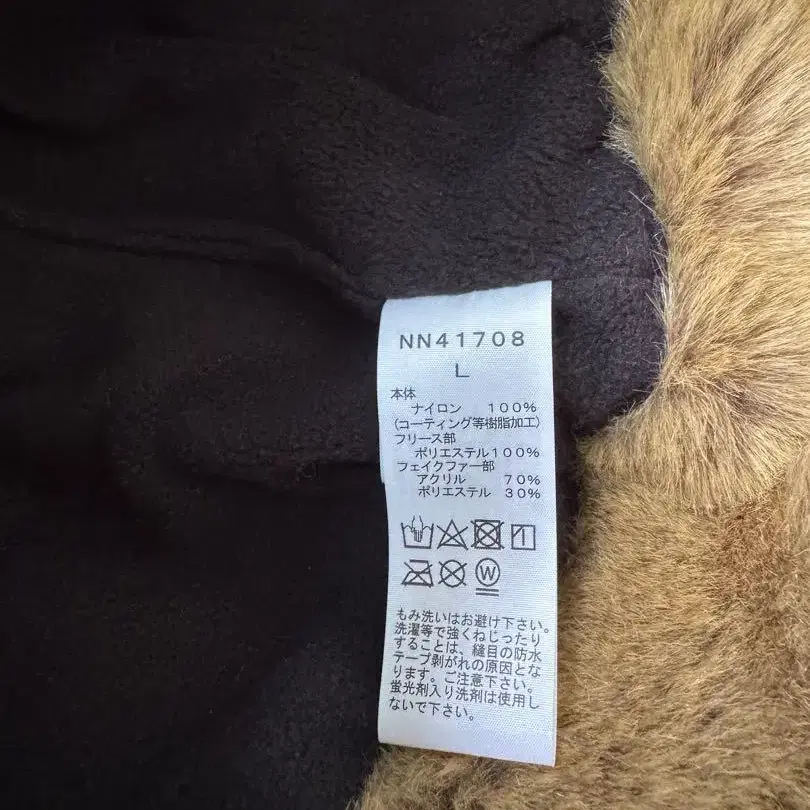 NN41708
L
本体
ナイロン 100%
(コーティング等樹脂加工)
フリース部
ポリエステル100%
フェイクファー部
アクリル 70%
ポリエステル 30%
W
もみ洗いはお避け下さい。
洗濯等で強くねじったり
することは、縫目の防水
テープ剥がれの原因とな
ります。ご注意下さい。
蛍光剤入り洗剤は使用し
ないで下さい。